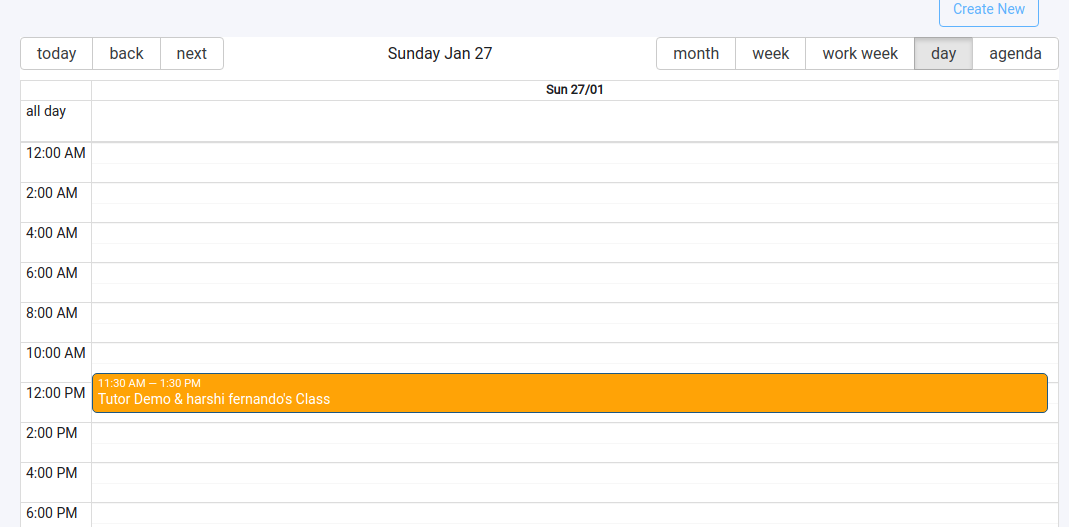 Create New
today back next Sunday Jan 27 month week work week day agenda
Sun 27/01
all day
12:00 AM
2:00 AM
4:00 AM
6:00 AM
8:00 AM
10:00 AM
11:30 AM — 1:30 PM
12:00 PM Tutor Demo & harshi fernando's Class
2:00 PM
4:00 PM
6:00 PM